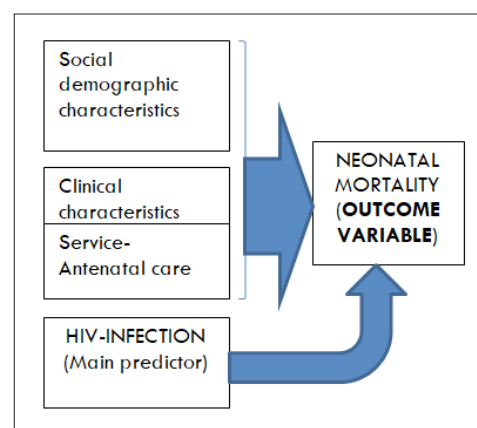 Social
demographic
characteristics
Clinical
characteristics
Service-
Antenatal care
HIV-INFECTION
(Main predictor)
NEONATAL
MORTALITY
(OUTCOME
VARIABLE)